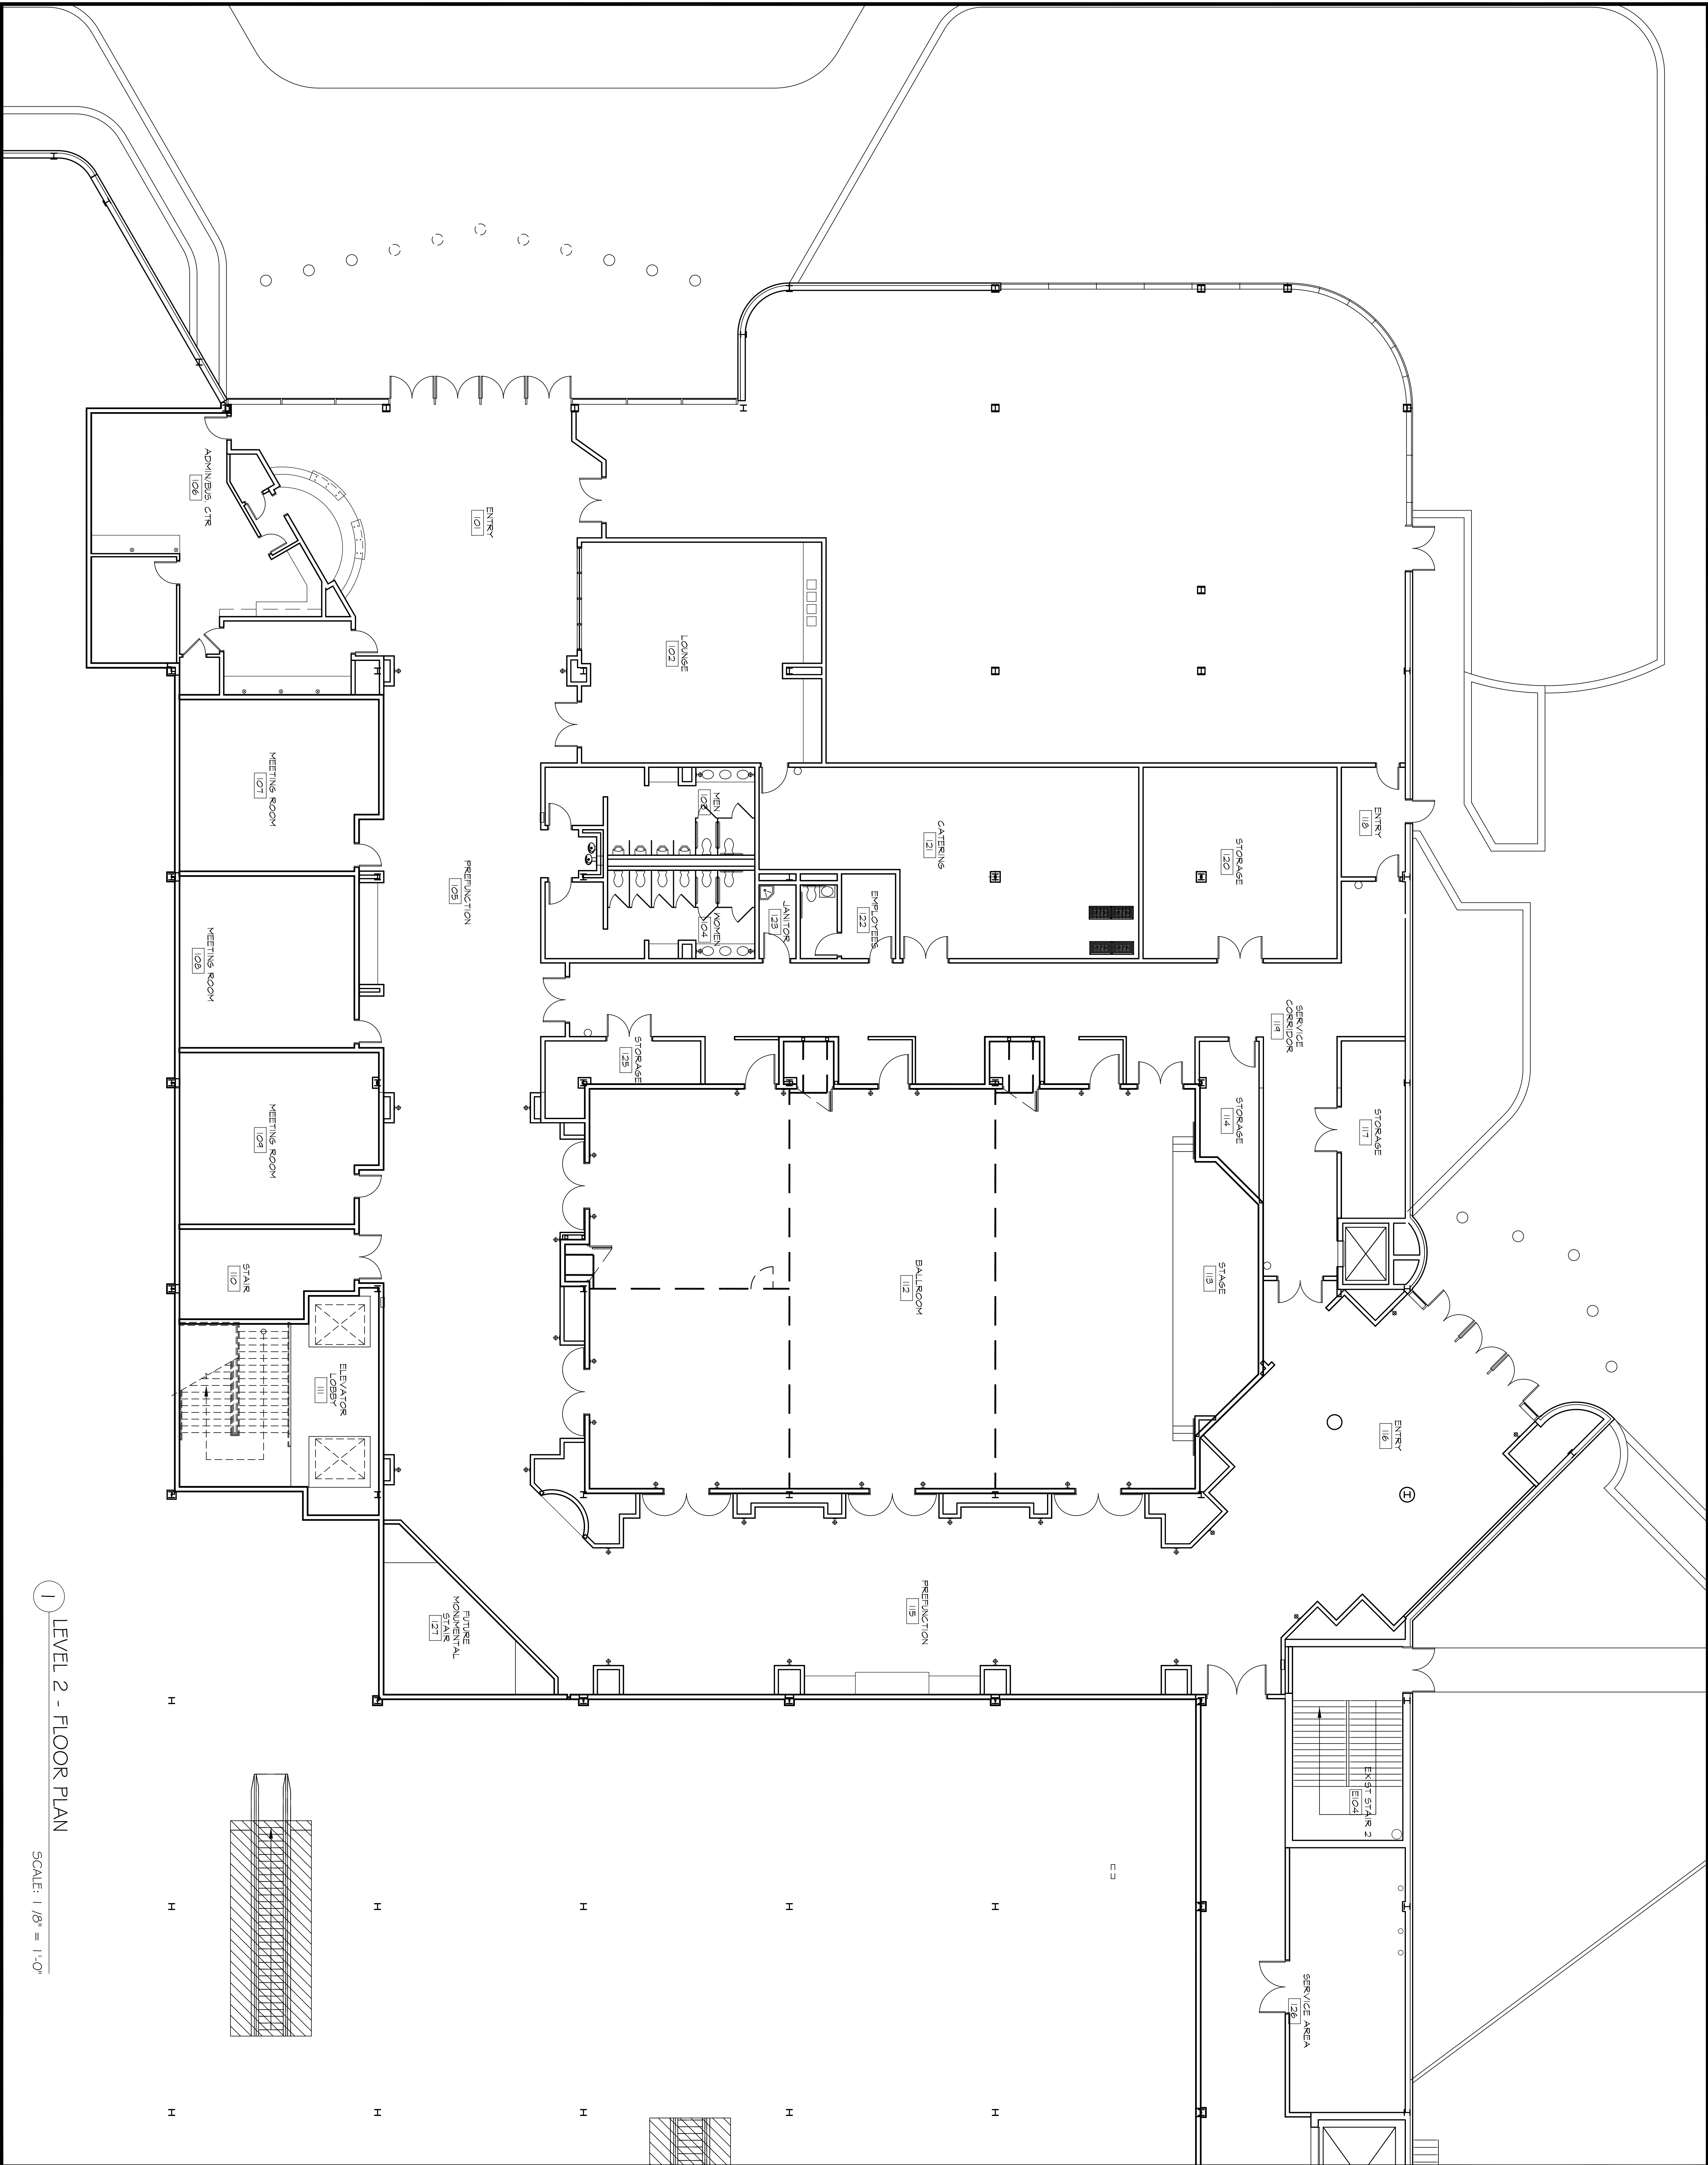 ENTRY
116
ENTRY
118
STORAGE
117
EXIST STAIR 2
E104
SERVICE AREA
126
SERVICE
CORRIDOR
119
STORAGE
120
STORAGE
114
STAGE
113
CATERING
121
BALLROOM
112
PREFUNCTION
115
EMPLOYEES
122
JANITOR
123
MEN
103
WOMEN
104
LOUNGE
102
STORAGE
125
ENTRY
101
PREFUNCTION
105
FUTURE
MONUMENTAL
STAIR
127
ELEVATOR
LOBBY
111
MEETING ROOM
107
MEETING ROOM
109
STAIR
110
ADMIN/BUS. CTR
106
MEETING ROOM
108
1
LEVEL 2 - FLOOR PLAN
SCALE: 1 /8" = 1'-0"